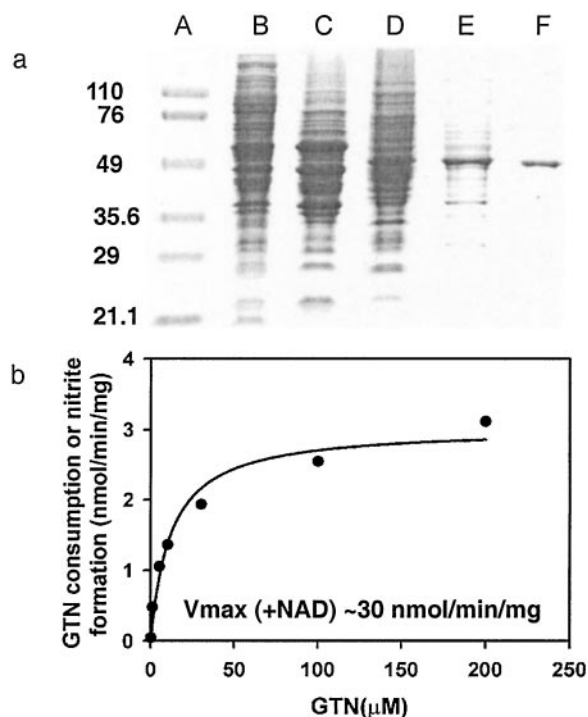 A B C D E F
a
110
76
49
35.6
29
21.1
b
GTN consumption or nitrite
formation (nmol/min/mg)
4
3
2
1
0
Vmax (+NAD) ~30 nmol/min/mg
0 50 100 150 200 250
GTN(μM)